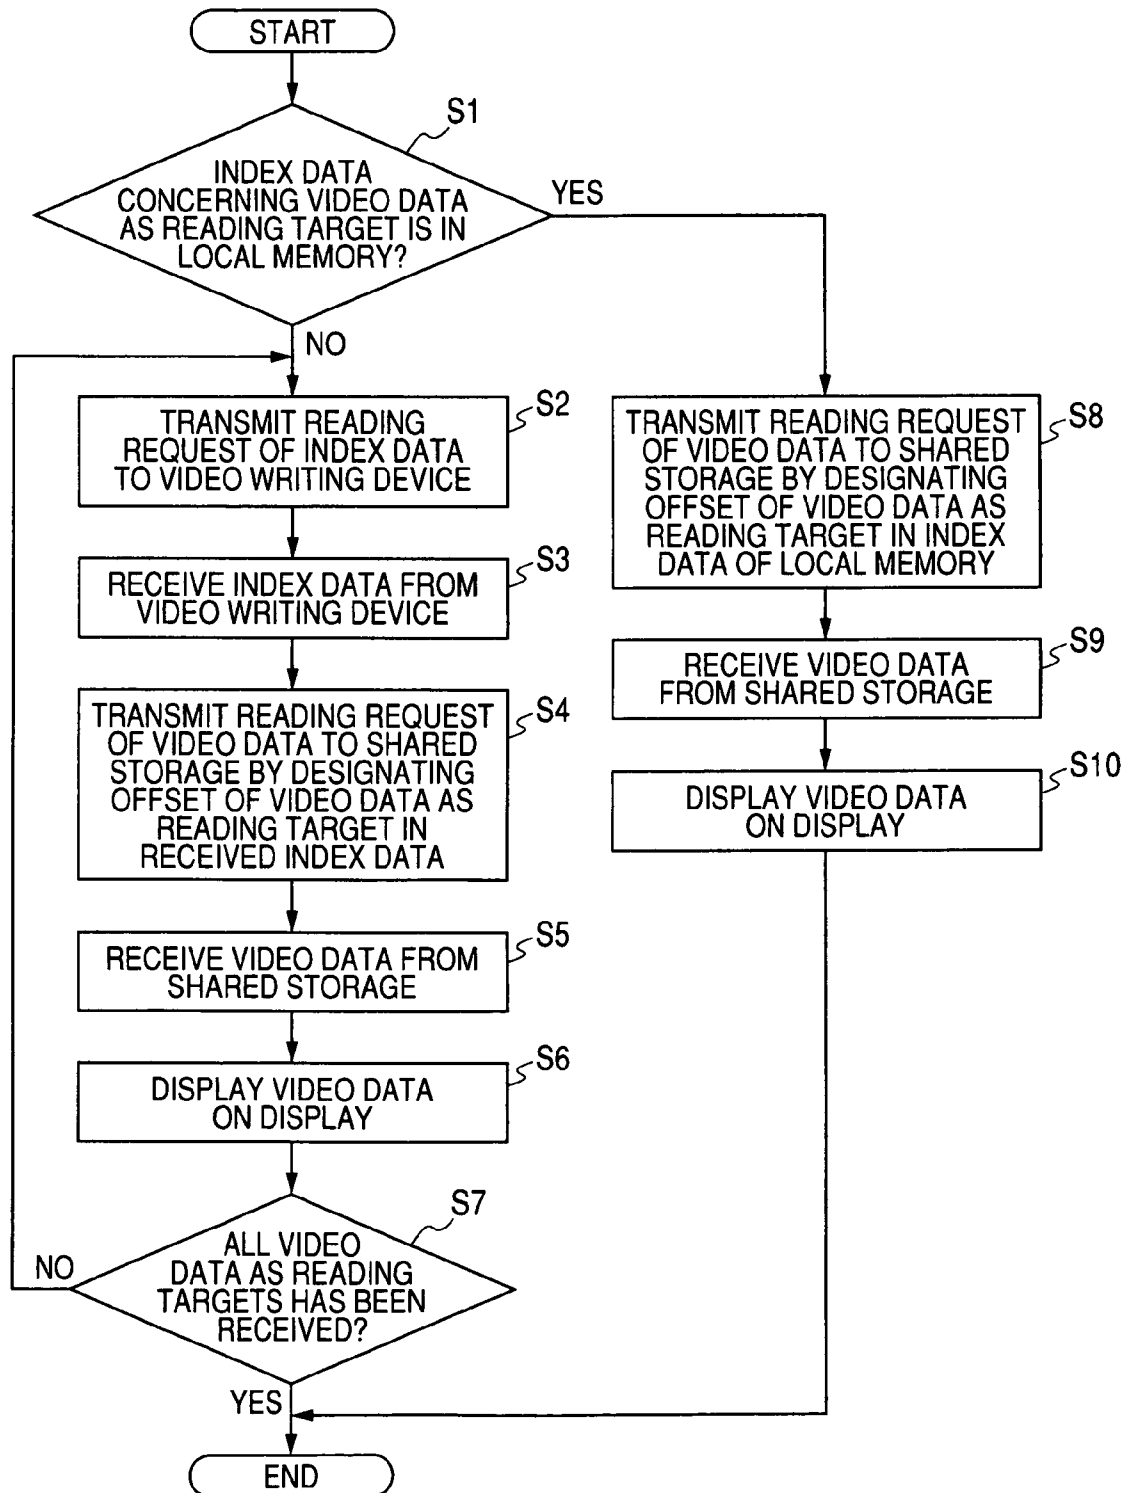 START
S1
INDEX DATA
CONCERNING VIDEO DATA
AS READING TARGET IS IN
LOCAL MEMORY?
YES
NO
S2
TRANSMIT READING
REQUEST OF INDEX DATA
TO VIDEO WRITING DEVICE
S3
RECEIVE INDEX DATA FROM
VIDEO WRITING DEVICE
S4
TRANSMIT READING REQUEST
OF VIDEO DATA TO SHARED
STORAGE BY DESIGNATING
OFFSET OF VIDEO DATA AS
READING TARGET IN
RECEIVED INDEX DATA
S5
RECEIVE VIDEO DATA FROM
SHARED STORAGE
S6
DISPLAY VIDEO DATA
ON DISPLAY
S7
ALL VIDEO
DATA AS READING
TARGETS HAS BEEN
RECEIVED?
NO
YES
S8
TRANSMIT READING REQUEST
OF VIDEO DATA TO SHARED
STORAGE BY DESIGNATING
OFFSET OF VIDEO DATA AS
READING TARGET IN INDEX
DATA OF LOCAL MEMORY
S9
RECEIVE VIDEO DATA
FROM SHARED STORAGE
S10
DISPLAY VIDEO DATA
ON DISPLAY
END